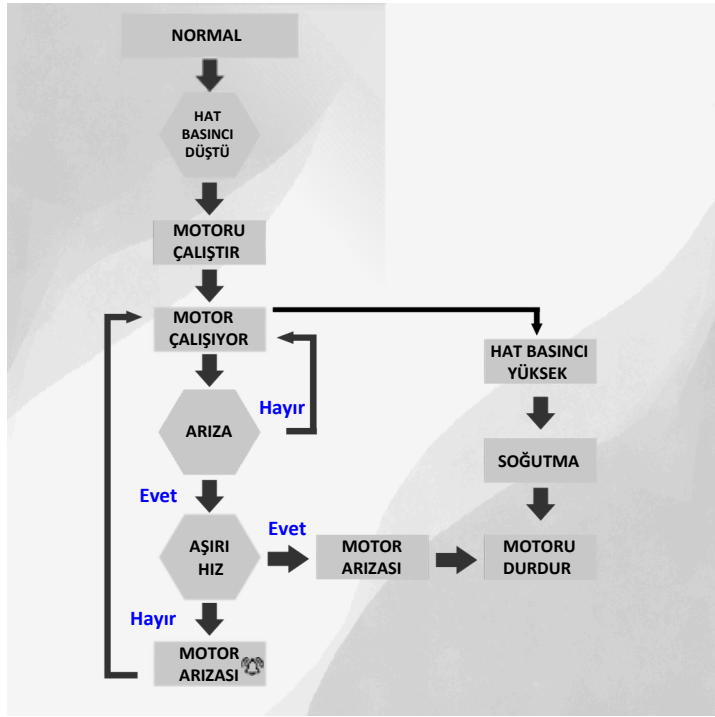 NORMAL
HAT
BASINCI
DÜŞTÜ
MOTORU
ÇALIŞTIR
MOTOR
ÇALIŞIYOR
HAT BASINCI
YÜKSEK
Hayır
ARIZA
SOĞUTMA
Evet
Evet
AŞIRI
HIZ
MOTOR
ARIZASI
MOTORU
DURDUR
Hayır
MOTOR
ARIZASI